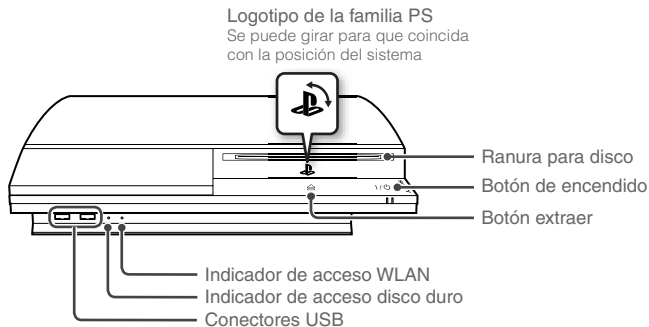 Logotipo de la familia PS
Se puede girar para que coincida
con la posición del sistema
Ranura para disco
Botón de encendido
Botón extraer
Indicador de acceso WLAN
Indicador de acceso disco duro
Conectores USB